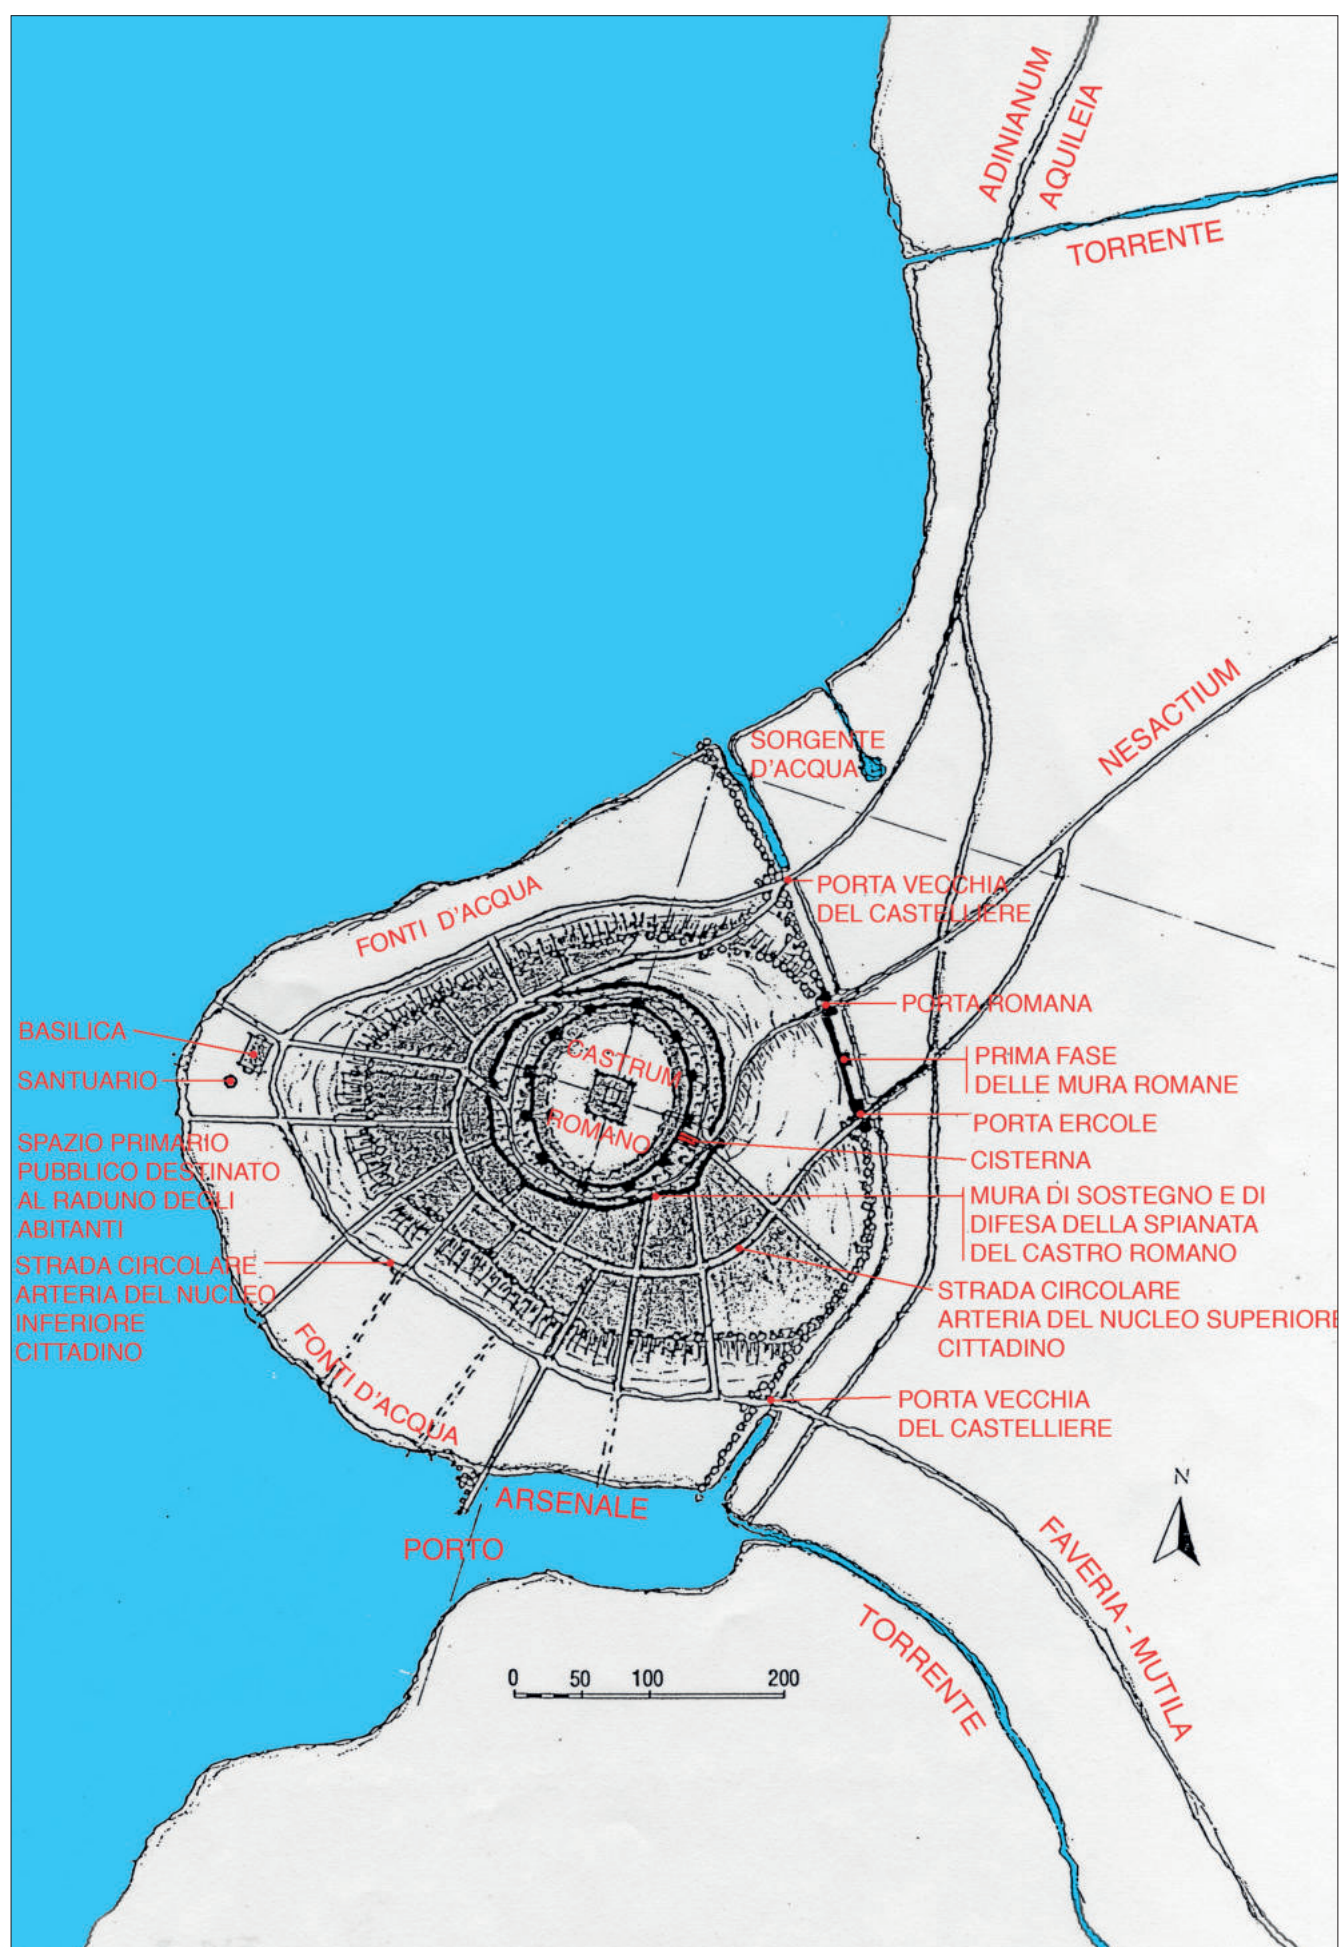 ADINIANUM
AQUILEIA
TORRENTE
NESACTIUM
SORGENTE
D'ACQUA
PORTA VECCHIA
DEL CASTELLIERE
FONTI D'ACQUA
PORTA ROMANA
BASILICA
CASTRUM
ROMANO
PRIMA FASE
DELLE MURA ROMANE
SANTUARIO
PORTA ERCOLE
SPAZIO PRIMARIO
PUBBLICO DESTINATO
AL RADUNO DEGLI
ABITANTI
CISTERNA
MURA DI SOSTEGNO E DI
DIFESA DELLA SPIANATA
DEL CASTRO ROMANO
STRADA CIRCOLARE
ARTERIA DEL NUCLEO
INFERIORE
CITTADINO
STRADA CIRCOLARE
ARTERIA DEL NUCLEO SUPERIORE
CITTADINO
FONTI D'ACQUA
PORTA VECCHIA
DEL CASTELLIERE
ARSENALE
PORTO
N
FAVERIA - MUTILA
TORRENTE
0 50 100 200